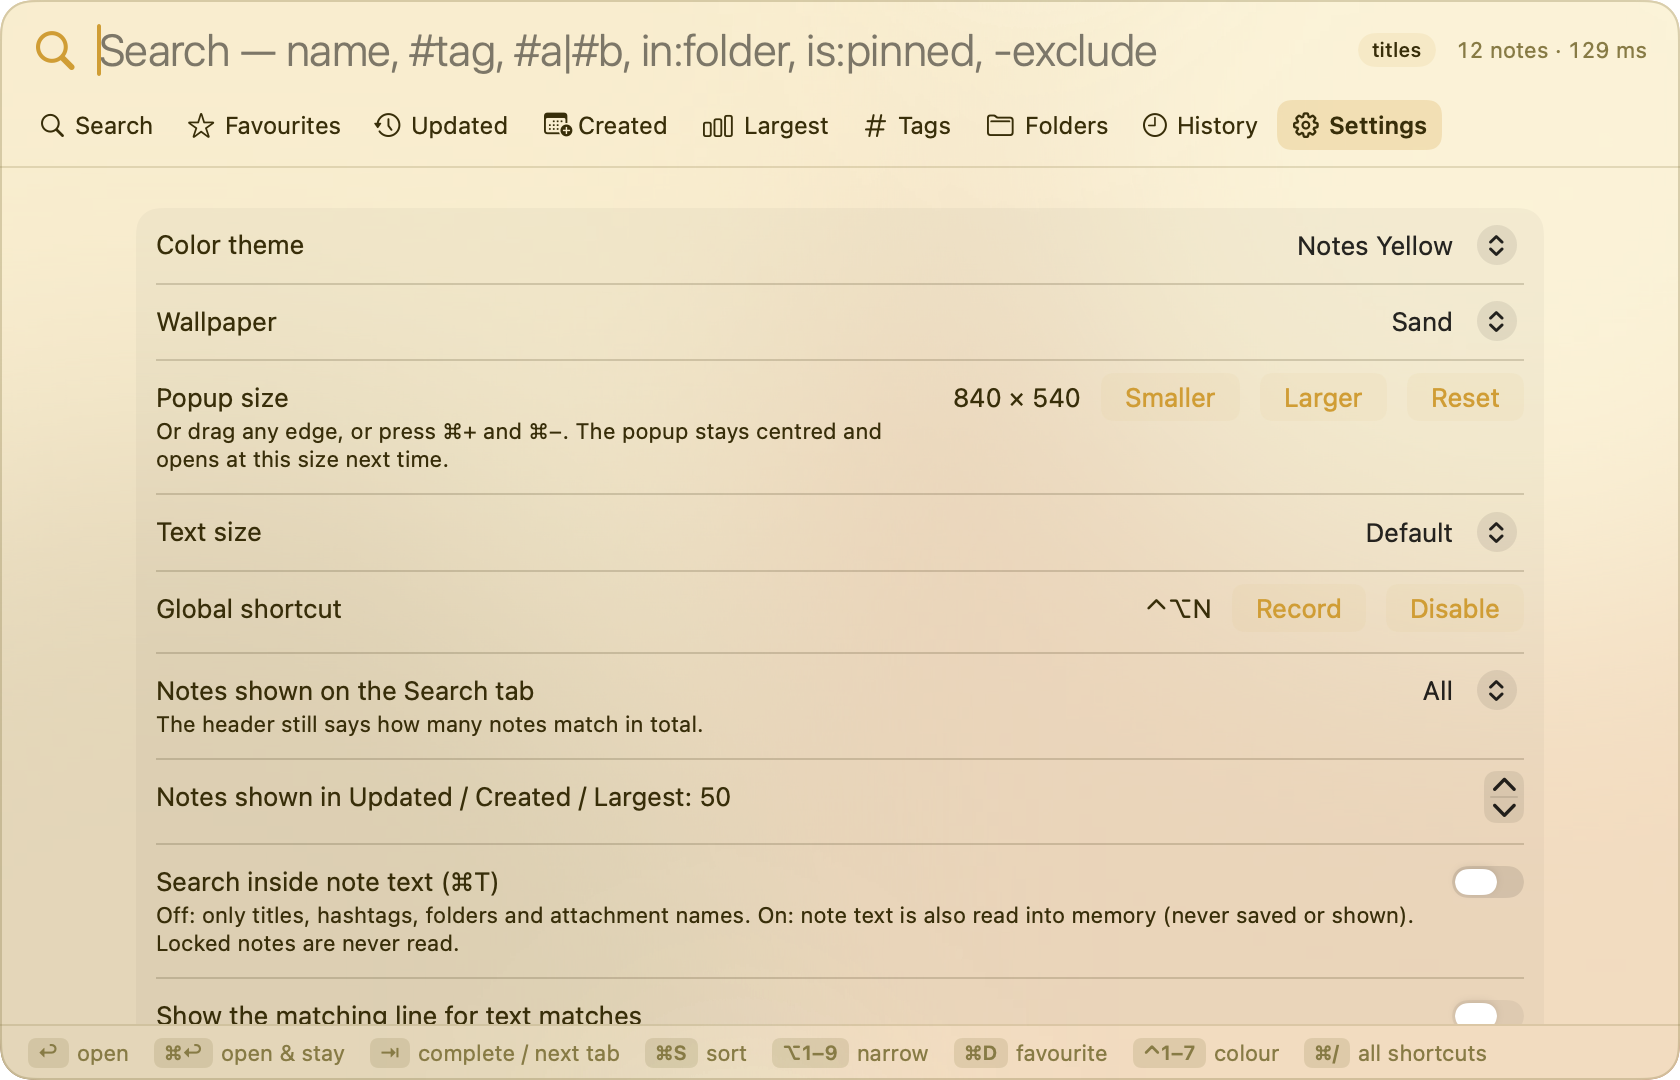 Search — name, #tag, #a|#b, in:folder, is:pinned, -exclude
titles
12 notes · 129 ms
Search
Favourites
Updated
Created
Largest
# Tags
Folders
History
Settings
Color theme
Notes Yellow
Wallpaper
Sand
Popup size
840 × 540
Smaller
Larger
Reset
Or drag any edge, or press ⌘+ and ⌘−. The popup stays centred and
opens at this size next time.
Text size
Default
Global shortcut
^⌥N
Record
Disable
Notes shown on the Search tab
All
The header still says how many notes match in total.
Notes shown in Updated / Created / Largest: 50
Search inside note text (⌘T)
Off: only titles, hashtags, folders and attachment names. On: note text is also read into memory (never saved or shown).
Locked notes are never read.
Show the matching line for text matches
↩ open
⌘↩ open & stay
⇥ complete / next tab
⌘S sort
⌥1–9 narrow
⌘D favourite
^1–7 colour
⌘/ all shortcuts